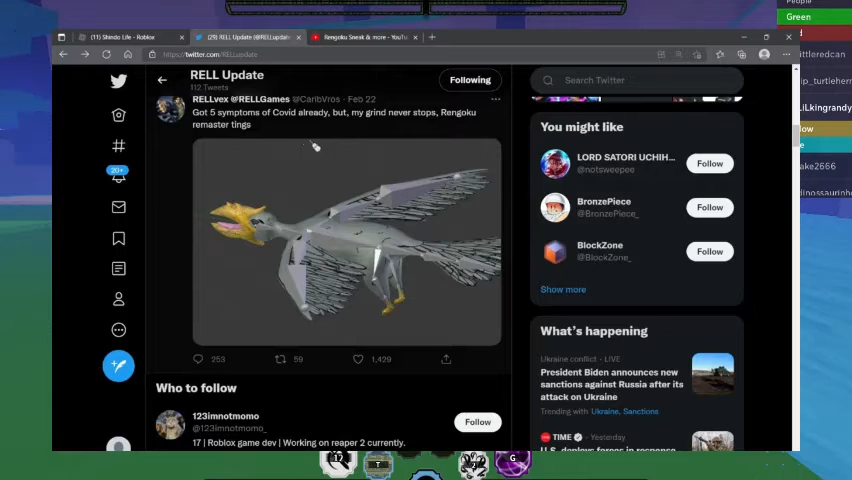 People
Green
(11) Shindo Life - Roblox
(29) RELL Update (@RELLupdate
Rengoku Sneak & more - YouTu
https://twitter.com/RELLupdate
RELL Update
112 Tweets
Following
Search Twitter
RELLvex @RELLGames @CaribVros · Feb 22
Got 5 symptoms of Covid already, but, my grind never stops, Rengoku
remaster tings
253
59
1,429
20+
Who to follow
123imnotmomo
@123imnotmomo_
Follow
17 | Roblox game dev | Working on reaper 2 currently.
You might like
LORD SATORI UCHIH...
@notsweepee
Follow
BronzePiece
@BronzePiece_
Follow
BlockZone
@BlockZone_
Follow
Show more
What's happening
Ukraine conflict · LIVE
President Biden announces new
sanctions against Russia after its
attack on Ukraine
Trending with Ukraine, Sanctions
TIME · Yesterday
U.S. deploys forces in response
T
G